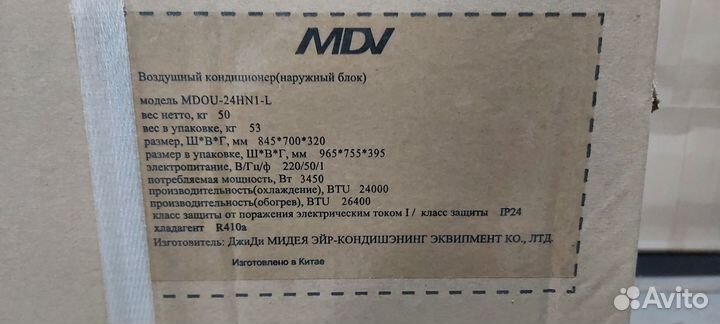 MDV
Воздушный кондиционер(наружный блок)
модель MDOU-24HN1-L
вес нетто, кг 50
вес в упаковке, кг 53
размер, Ш*В*Г, мм 845*700*320
размер в упаковке, Ш*В*Г, мм 965*755*395
электропитание, В/Гц/ф 220/50/1
потребляемая мощность, Вт 3450
производительность(охлаждение), BTU 24000
производительность(обогрев), BTU 26400
класс защиты от поражения электрическим током I / класс защиты IP24
хладагент R410a
Изготовитель: ДжиДи МИДЕЯ ЭЙР-КОНДИШЭНИНГ ЭКВИПМЕНТ КО., ЛТД.
Изготовлено в Китае
Avito